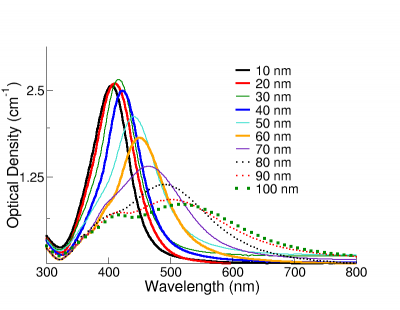 Optical Density (cm-1)
2.5
1.25
10 nm
20 nm
30 nm
40 nm
50 nm
60 nm
70 nm
80 nm
90 nm
100 nm
300 400 500 600 700 800
Wavelength (nm)